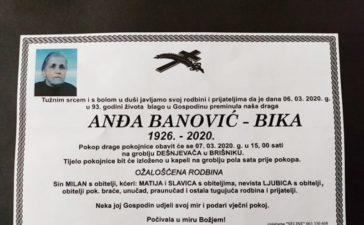 Tužnim srcem i s bolom u duši javljamo svoj rodbini i prijateljima da je dana 06. 03. 2020. g.
u 93. godini života blago u Gospodinu preminula naša draga
ANĐA BANOVIĆ - BIKA
1926. - 2020.
Pokop drage pokojnice obavit će se 07. 03. 2020. g. u 15, 00 sati
na groblju DEŠNJEVAČA u BRIŠNIKU.
Tijelo pokojnice bit će izloženo u kapeli na groblju pola sata prije pokopa.
OŽALOŠĆENA RODBINA
Sin MILAN s obitelji, kćeri: MATIJA i SLAVICA s obiteljima, nevista LJUBICA s obitelji,
obitelji pok. braće, unučad, praunučad i ostala tugujuća rodbina i prijatelji.
Neka joj Gospodin udjeli svoj mir i podari vječni pokoj.
Počivala u miru Božjem!